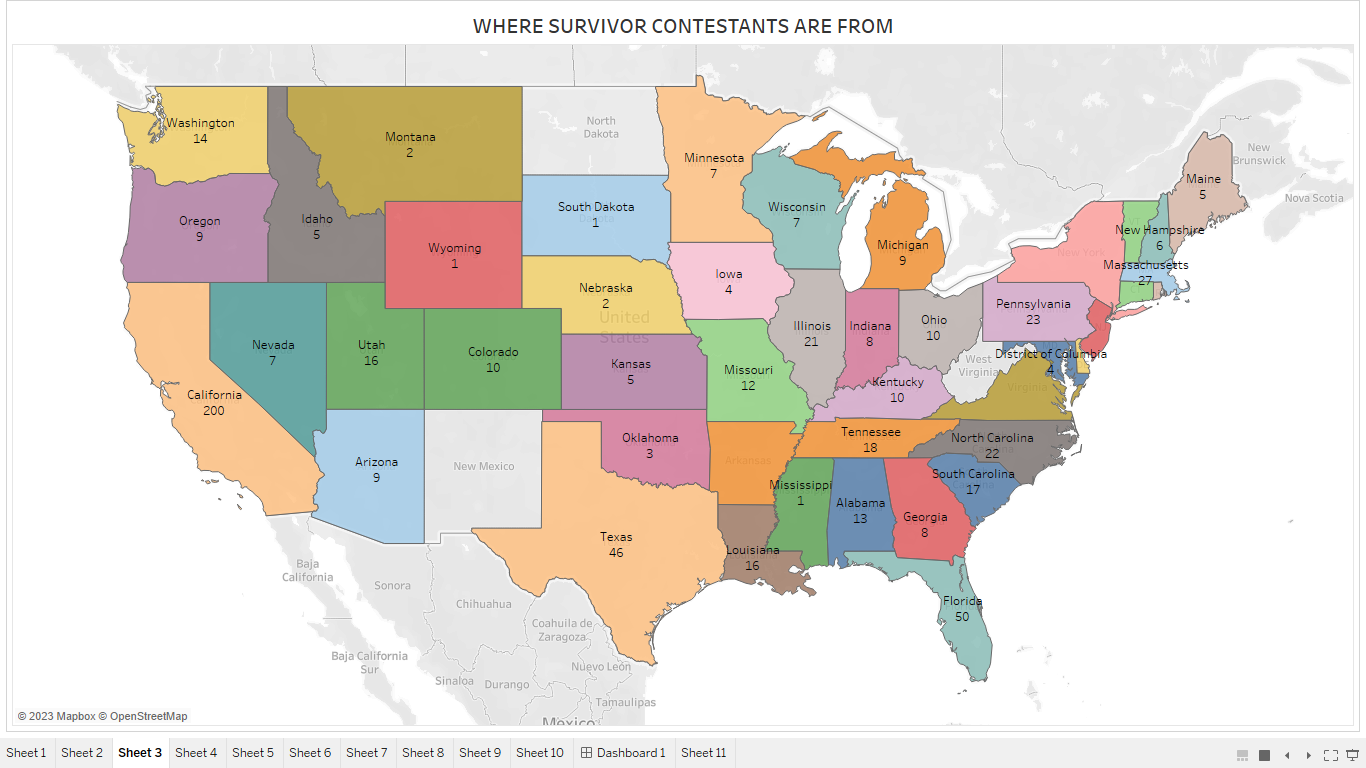 WHERE SURVIVOR CONTESTANTS ARE FROM
Washington
14
Montana
2
North
Dakota
Minnesota
7
Maine
5
New
Brunswick
Nova Scotia
Oregon
9
Idaho
5
South Dakota
1
Wisconsin
7
Michigan
9
New Hampshire
6
Wyoming
1
New York
Massachusetts
27
Iowa
4
Nebraska
2
United
States
Pennsylvania
23
Illinois
21
Indiana
8
Ohio
10
Nevada
7
Utah
16
Colorado
10
Kansas
5
Missouri
12
West
Virginia
District of Columbia
4
Kentucky
10
Virginia
California
200
Arizona
9
New Mexico
Oklahoma
3
Arkansas
Tennessee
18
North Carolina
22
South Carolina
17
Mississippi
1
Alabama
13
Georgia
8
Texas
46
Louisiana
16
Florida
50
Baja
California
Sonora
Chihuahua
Coahuila de
Zaragoza
Baja California
Sur
Sinaloa
Durango
Nuevo León
Tamaulipas
Mexico
© 2023 Mapbox © OpenStreetMap
Sheet 1 Sheet 2 Sheet 3 Sheet 4 Sheet 5 Sheet 6 Sheet 7 Sheet 8 Sheet 9 Sheet 10 Dashboard 1 Sheet 11